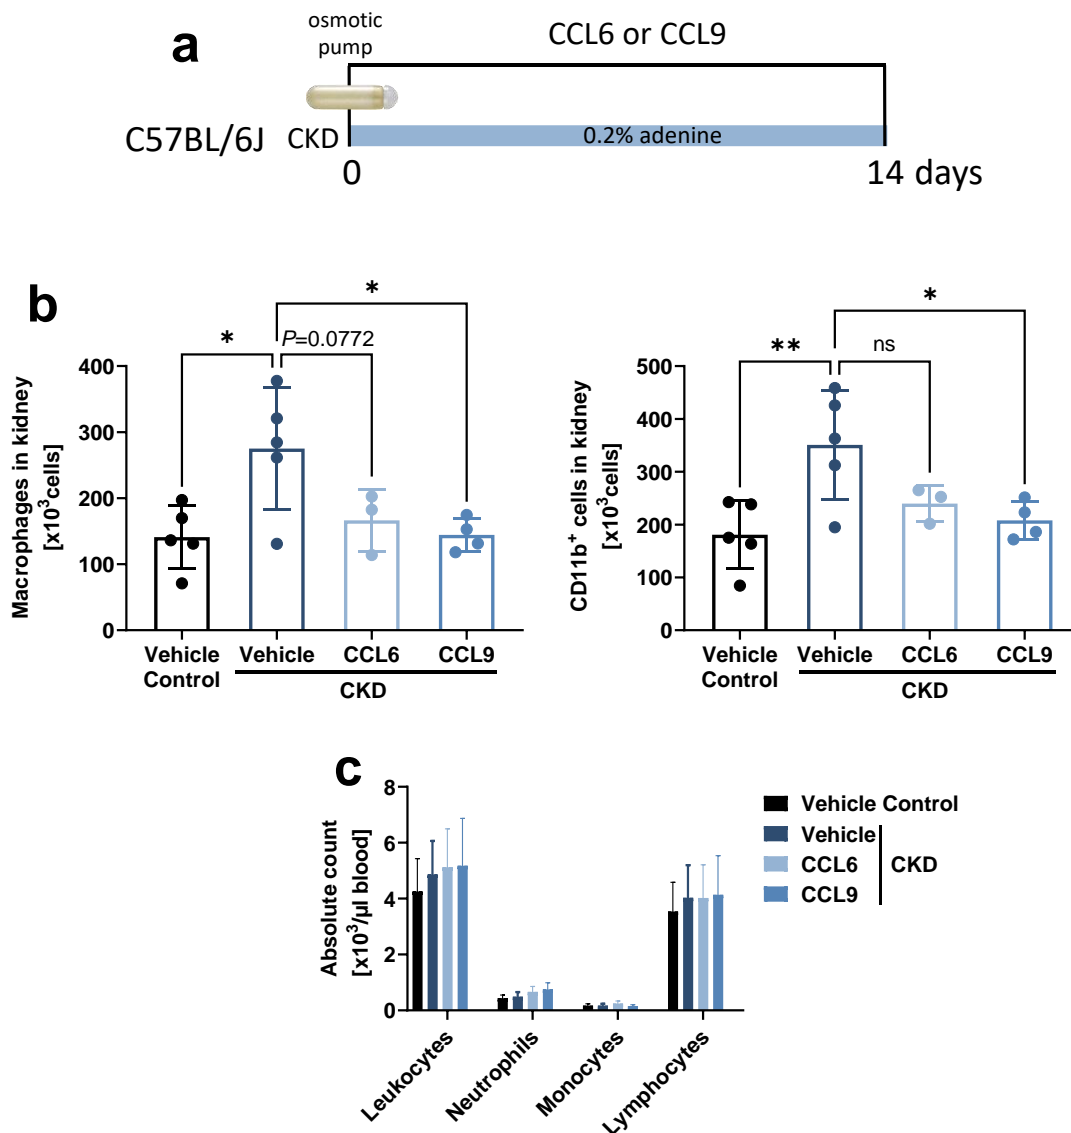 a
osmotic
pump
CCL6 or CCL9
C57BL/6J
CKD
0.2% adenine
0
14 days
b
Macrophages in kidney
[x10³cells]
400
300
200
100
0
*
P=0.0772
*
Vehicle
Control
Vehicle
CCL6
CCL9
CKD
CD11b⁺ cells in kidney
[x10³cells]
500
400
300
200
100
0
**
ns
*
Vehicle
Control
Vehicle
CCL6
CCL9
CKD
c
Absolute count
[x10³/µl blood]
8
6
4
2
0
Leukocytes
Neutrophils
Monocytes
Lymphocytes
Vehicle Control
Vehicle
CCL6
CCL9
CKD